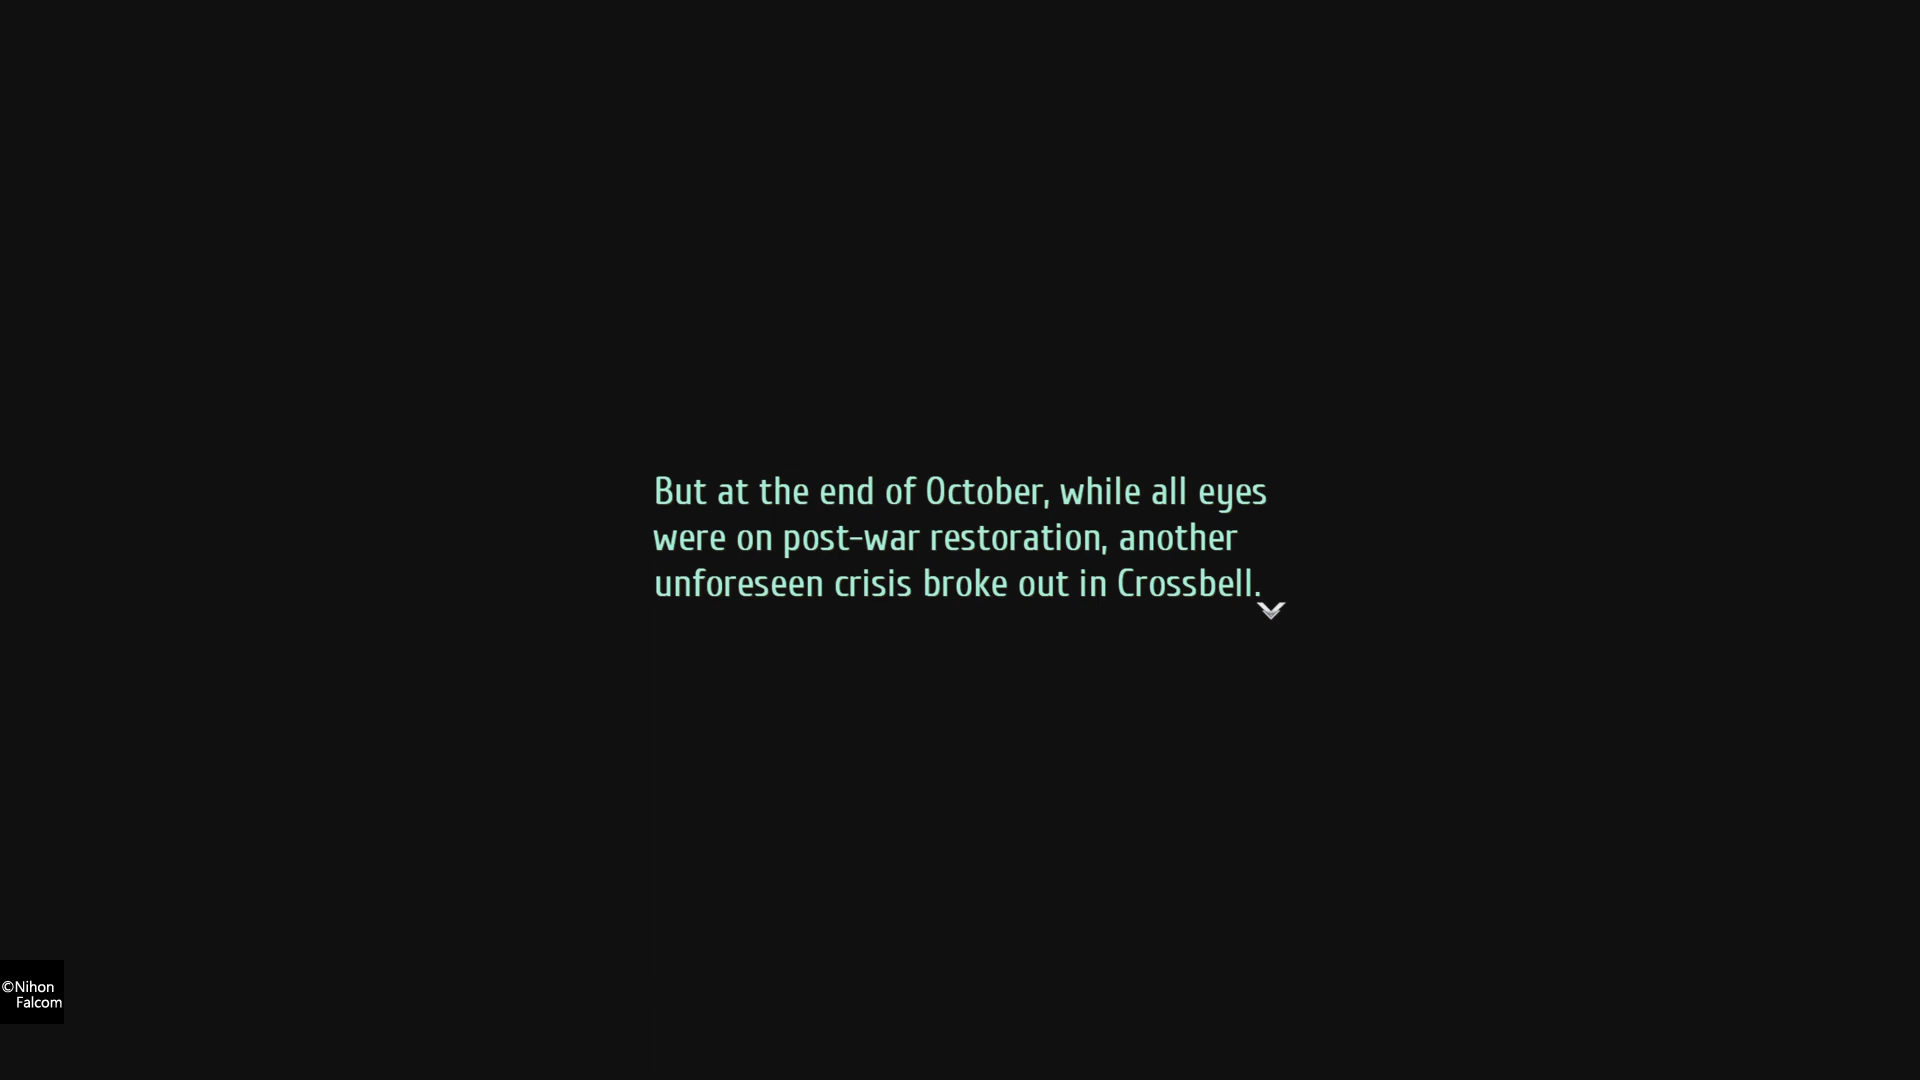 But at the end of October, while all eyes
were on post-war restoration, another
unforeseen crisis broke out in Crossbell.
©Nihon
Falcom